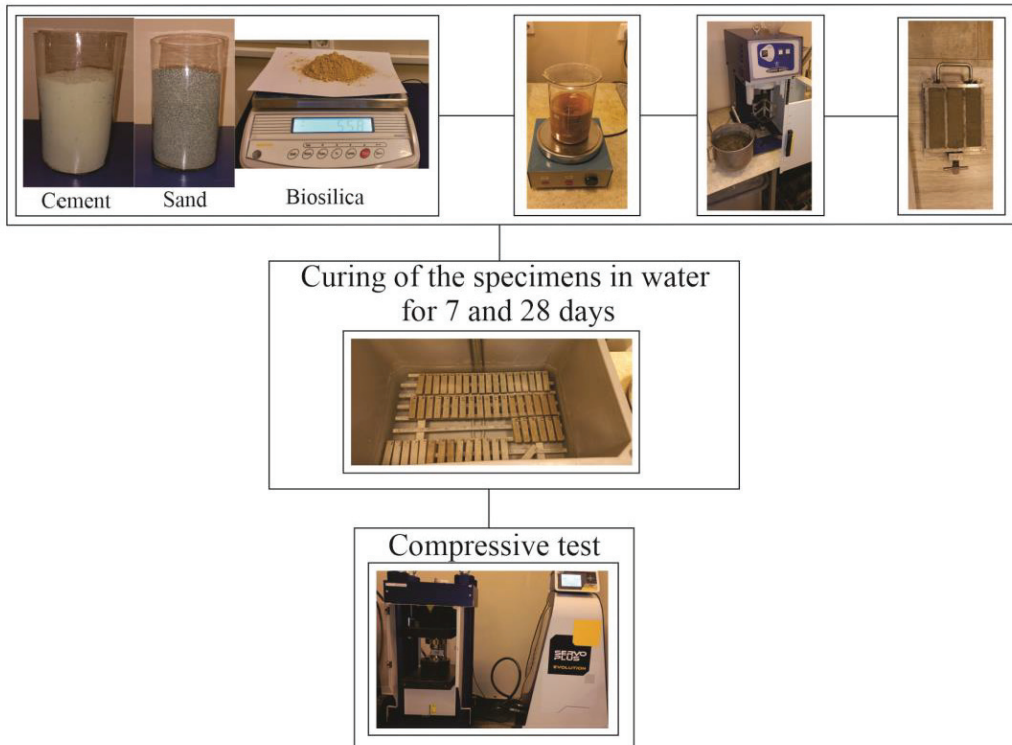 Cement
Sand
Biosilica
558
Curing of the specimens in water
for 7 and 28 days
Compressive test
SERVO
PLUS
EVOLUTION